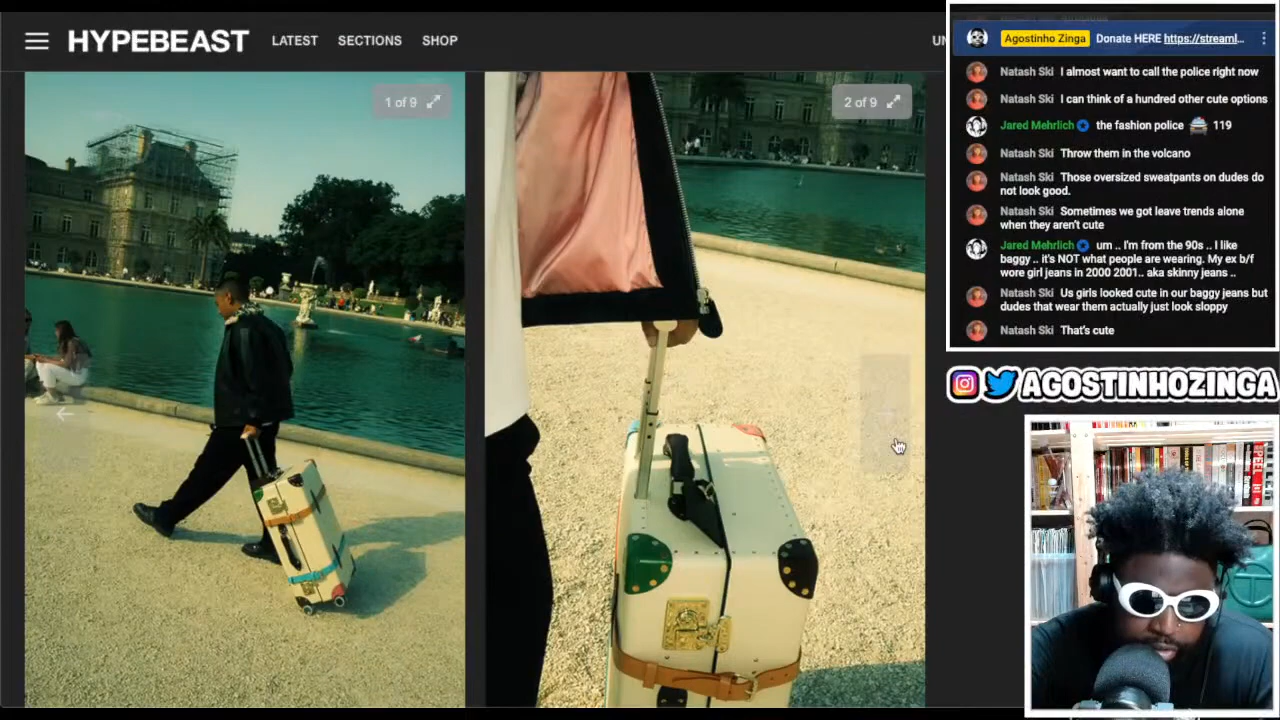 HYPEBEAST
LATEST
SECTIONS
SHOP
UN
1 of 9
2 of 9
Agostinho Zinga Donate HERE https://streaml...
Natash Ski I almost want to call the police right now
Natash Ski I can think of a hundred other cute options
Jared Mehrlich the fashion police 🚔 119
Natash Ski Throw them in the volcano
Natash Ski Those oversized sweatpants on dudes do
not look good.
Natash Ski Sometimes we got leave trends alone
when they aren't cute
Jared Mehrlich um .. I'm from the 90s .. I like
baggy .. it's NOT what people are wearing. My ex b/f
wore girl jeans in 2000 2001.. aka skinny jeans ..
Natash Ski Us girls looked cute in our baggy jeans but
dudes that wear them actually just look sloppy
Natash Ski That's cute
AGOSTINHOZINGA